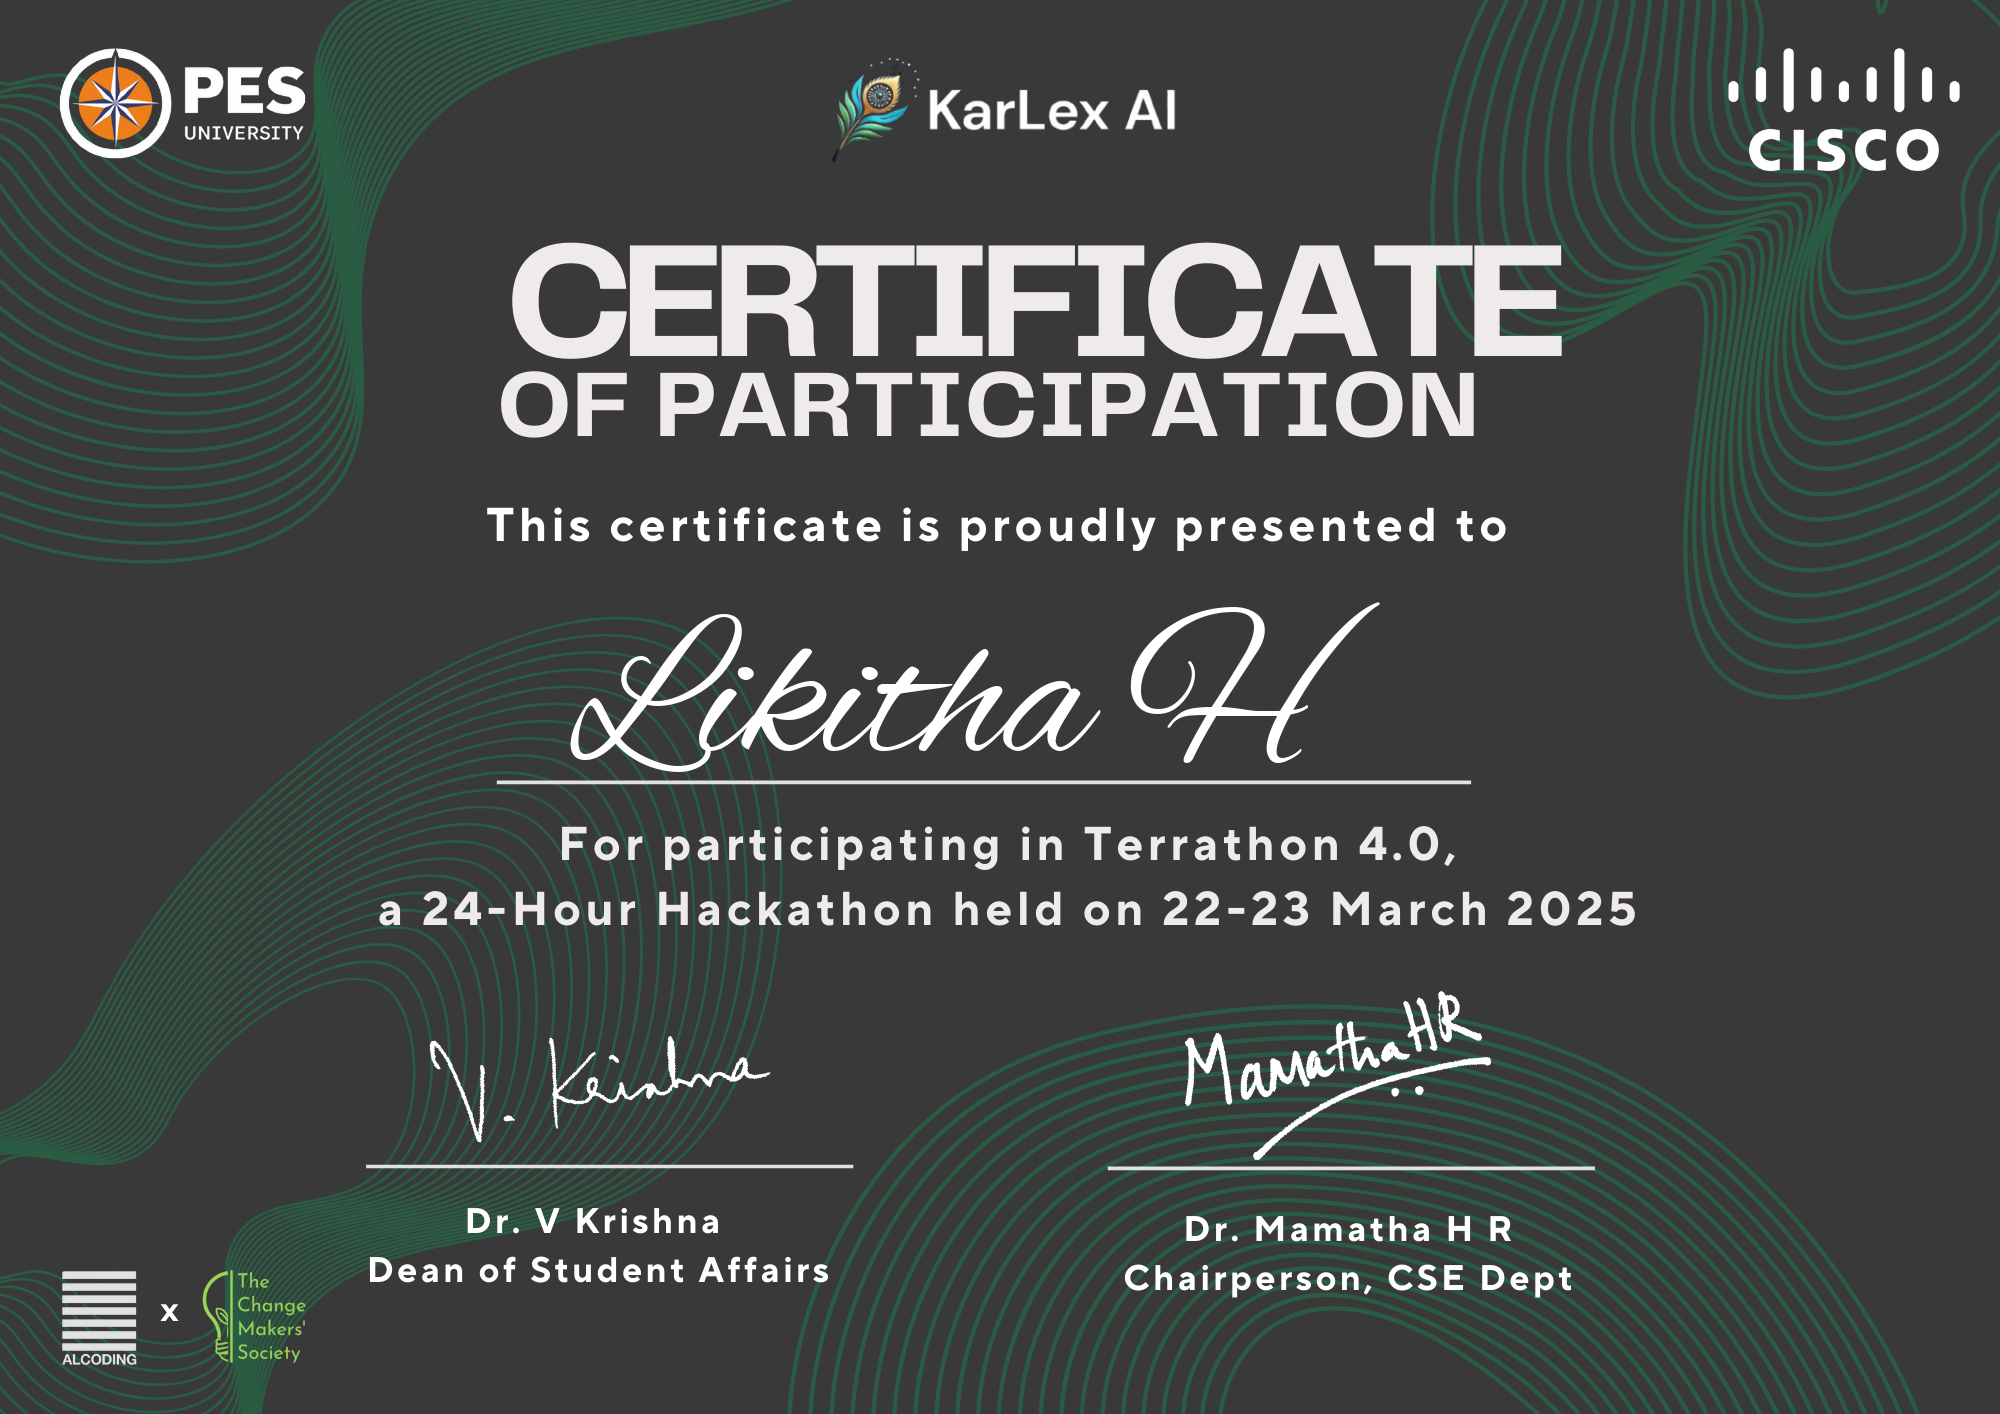 PES
UNIVERSITY
KarLex AI
CISCO
CERTIFICATE
OF PARTICIPATION
This certificate is proudly presented to
Likitha H
For participating in Terrathon 4.0,
a 24-Hour Hackathon held on 22-23 March 2025
V. Krishna
Mamatha HR
Dr. V Krishna
Dean of Student Affairs
Dr. Mamatha H R
Chairperson, CSE Dept
ALCODING
x
The
Change
Makers'
Society